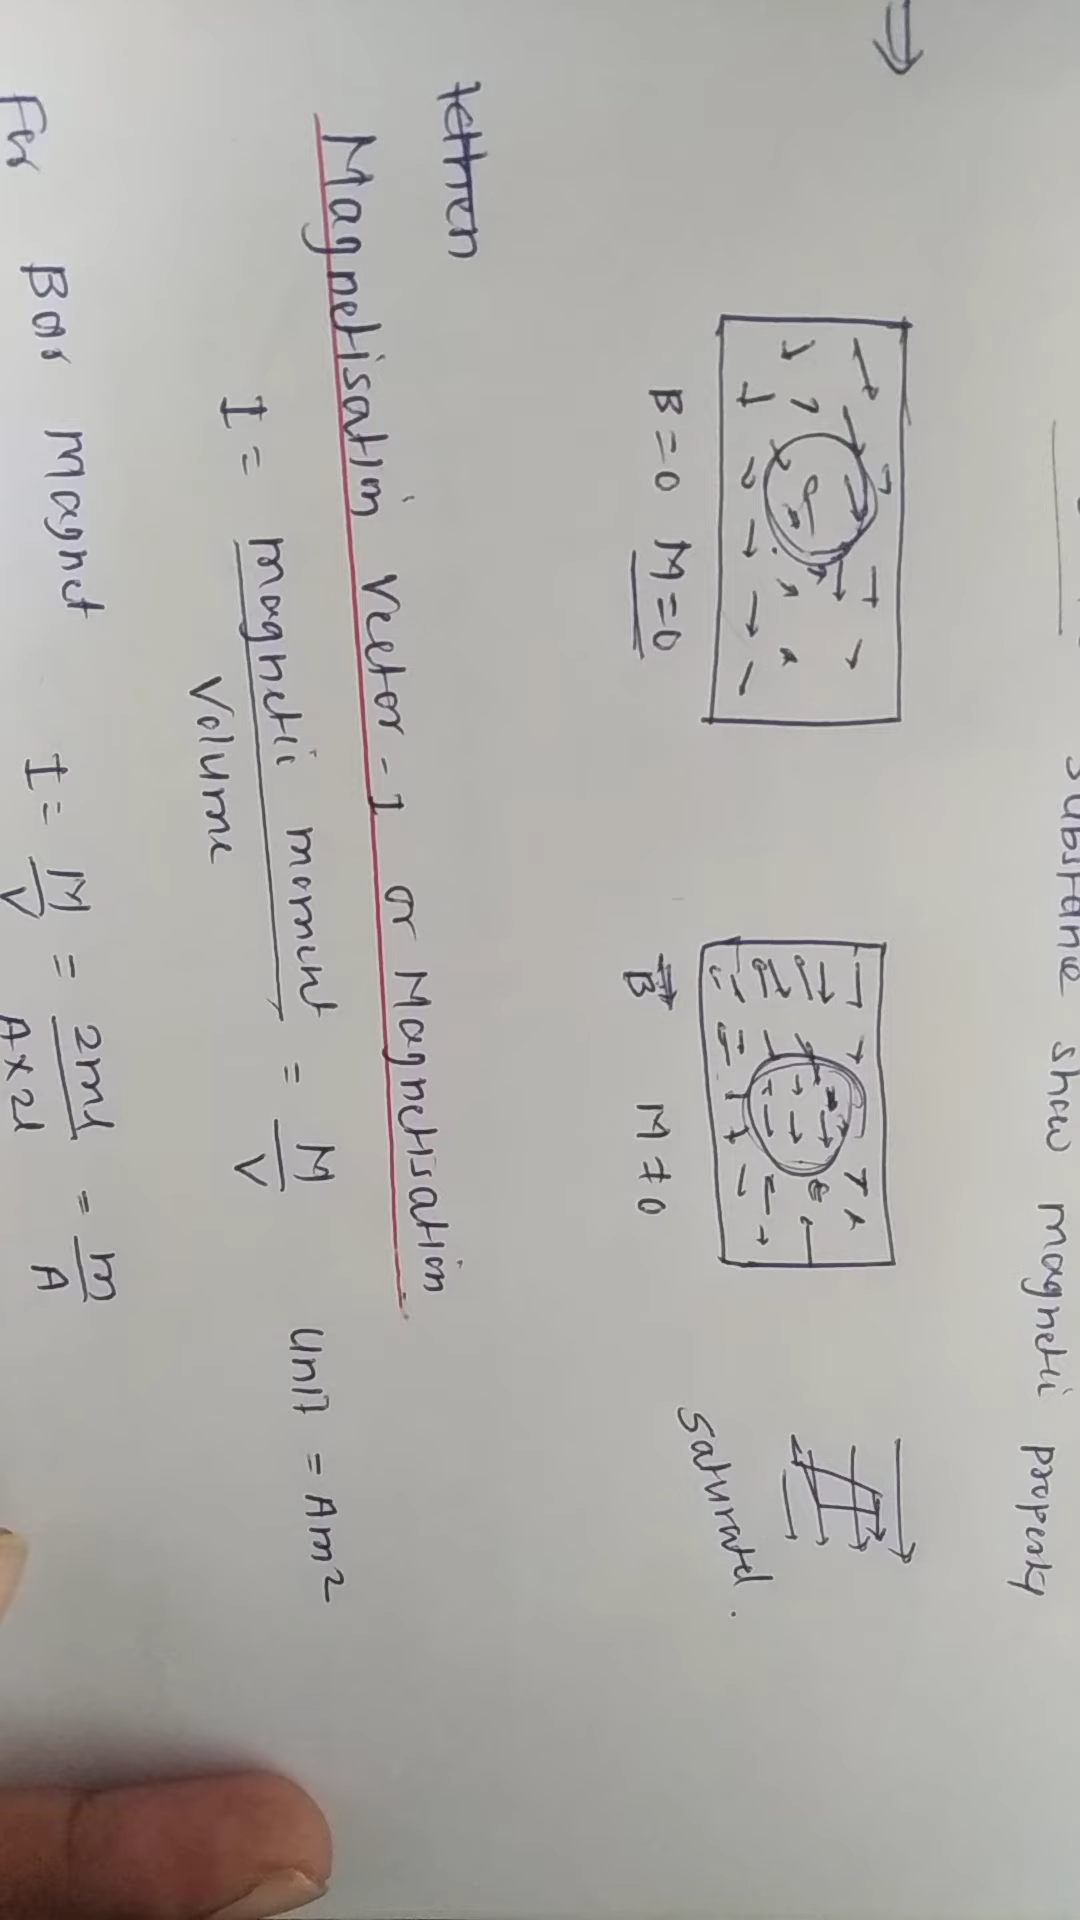 substance show magnetic property
⇒
B = 0 M = 0
B⃗ M ≠ 0
saturated.
Magnetisation Vector - I or Magnetisation
I = magnetic moment / Volume = M / V Unit = Am²
For Bar Magnet I = M / V = 2ml / A×2l = m / A